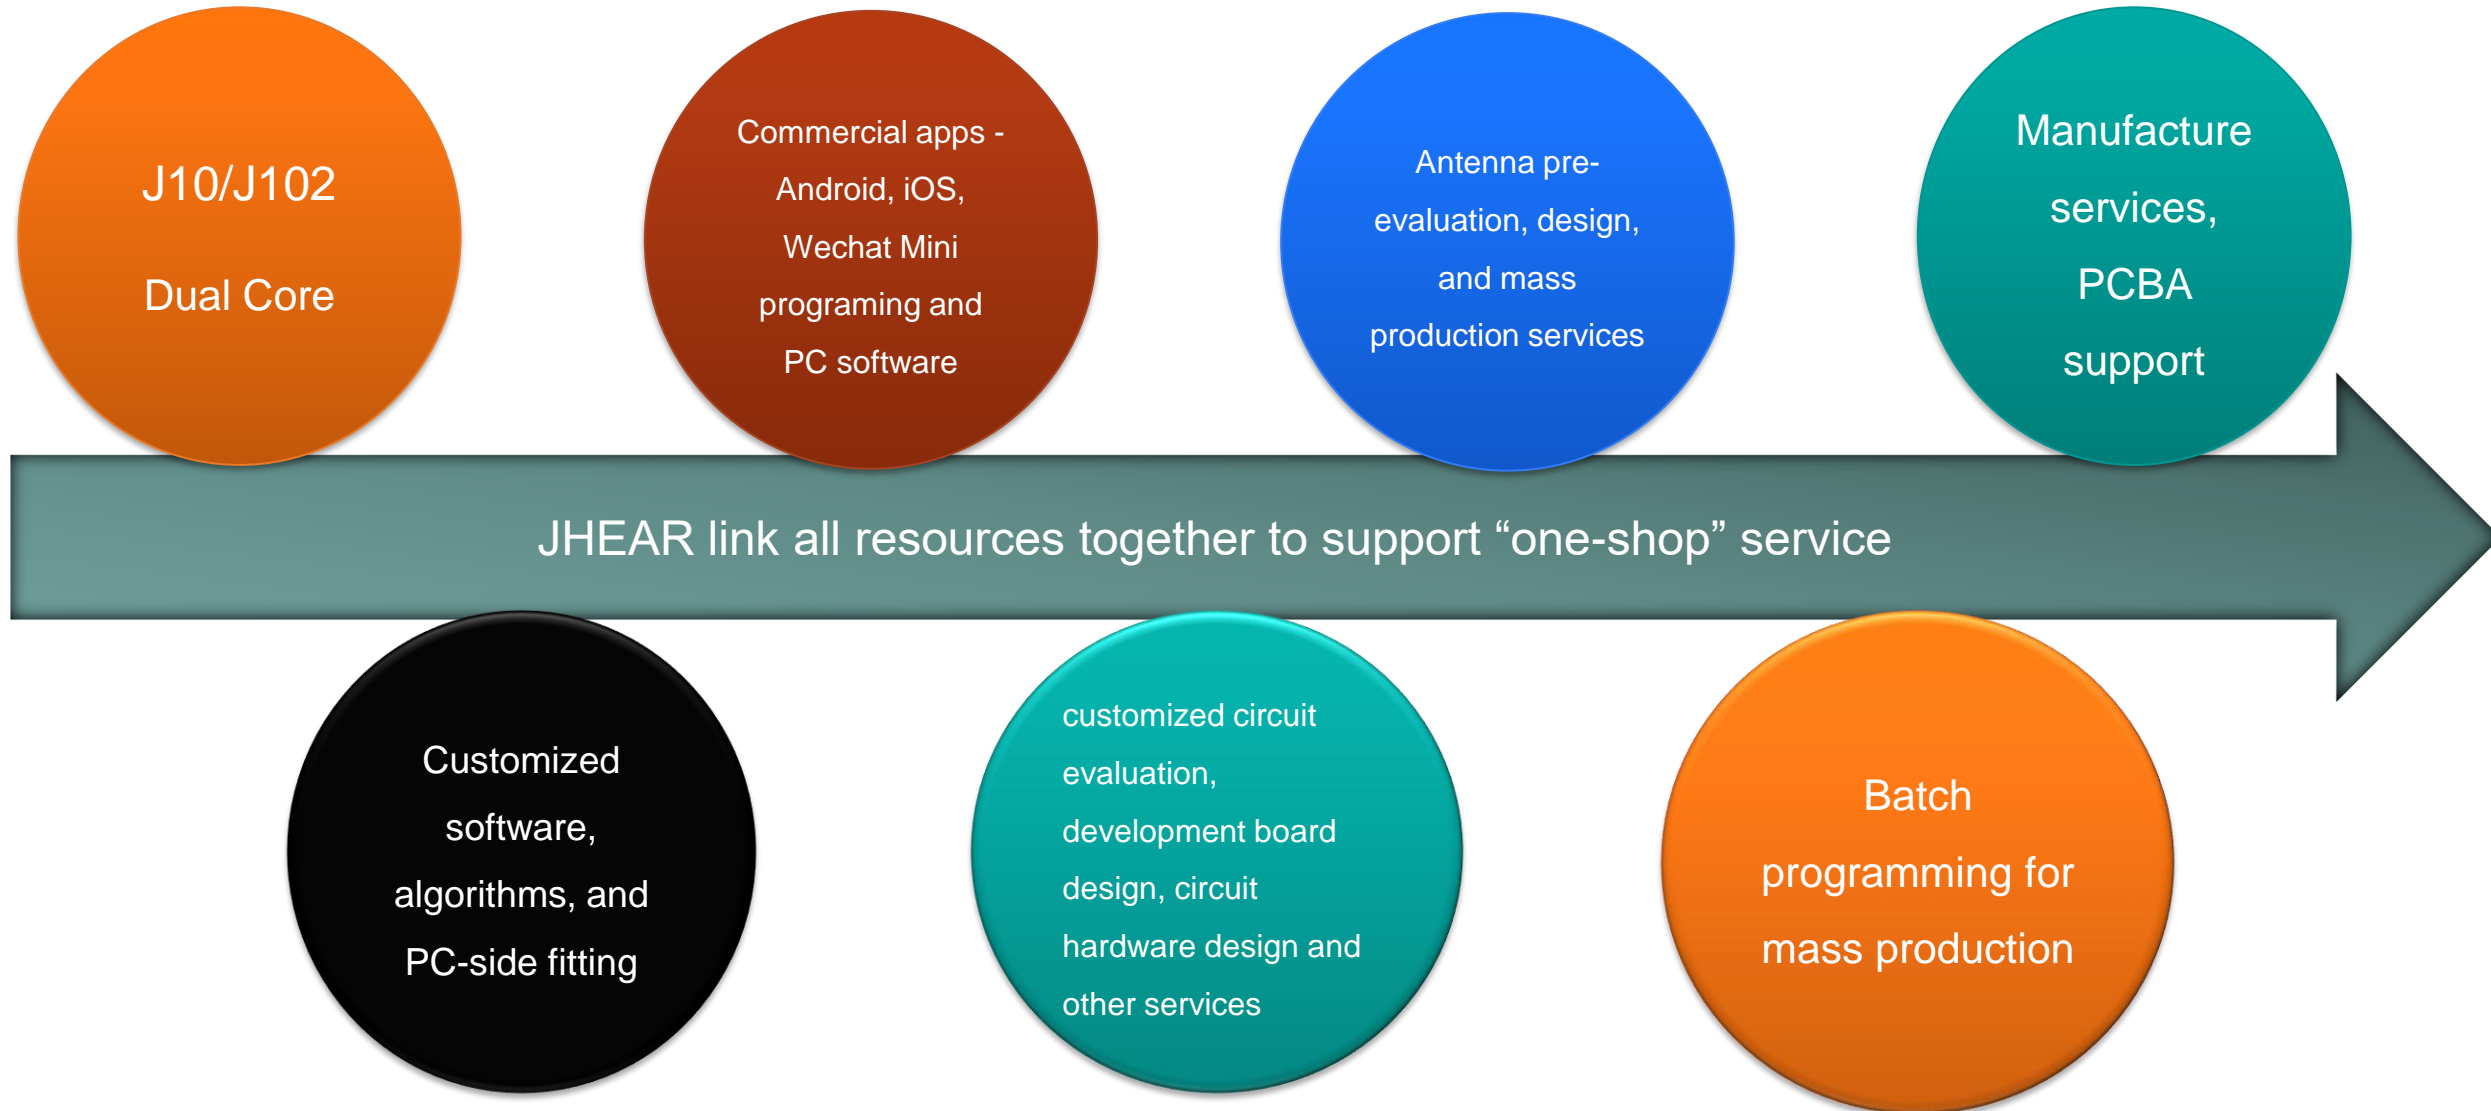 J10/J102
Dual Core
Commercial apps -
Android, iOS,
Wechat Mini
programing and
PC software
Antenna pre-
evaluation, design,
and mass
production services
Manufacture
services,
PCBA
support
JHEAR link all resources together to support “one-shop” service
Customized
software,
algorithms, and
PC-side fitting
customized circuit
evaluation,
development board
design, circuit
hardware design and
other services
Batch
programming for
mass production